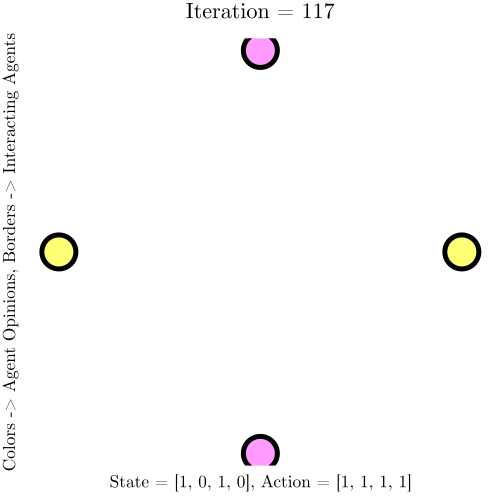 Iteration = 117
Colors -> Agent Opinions, Borders -> Interacting Agents
State = [1, 0, 1, 0], Action = [1, 1, 1, 1]